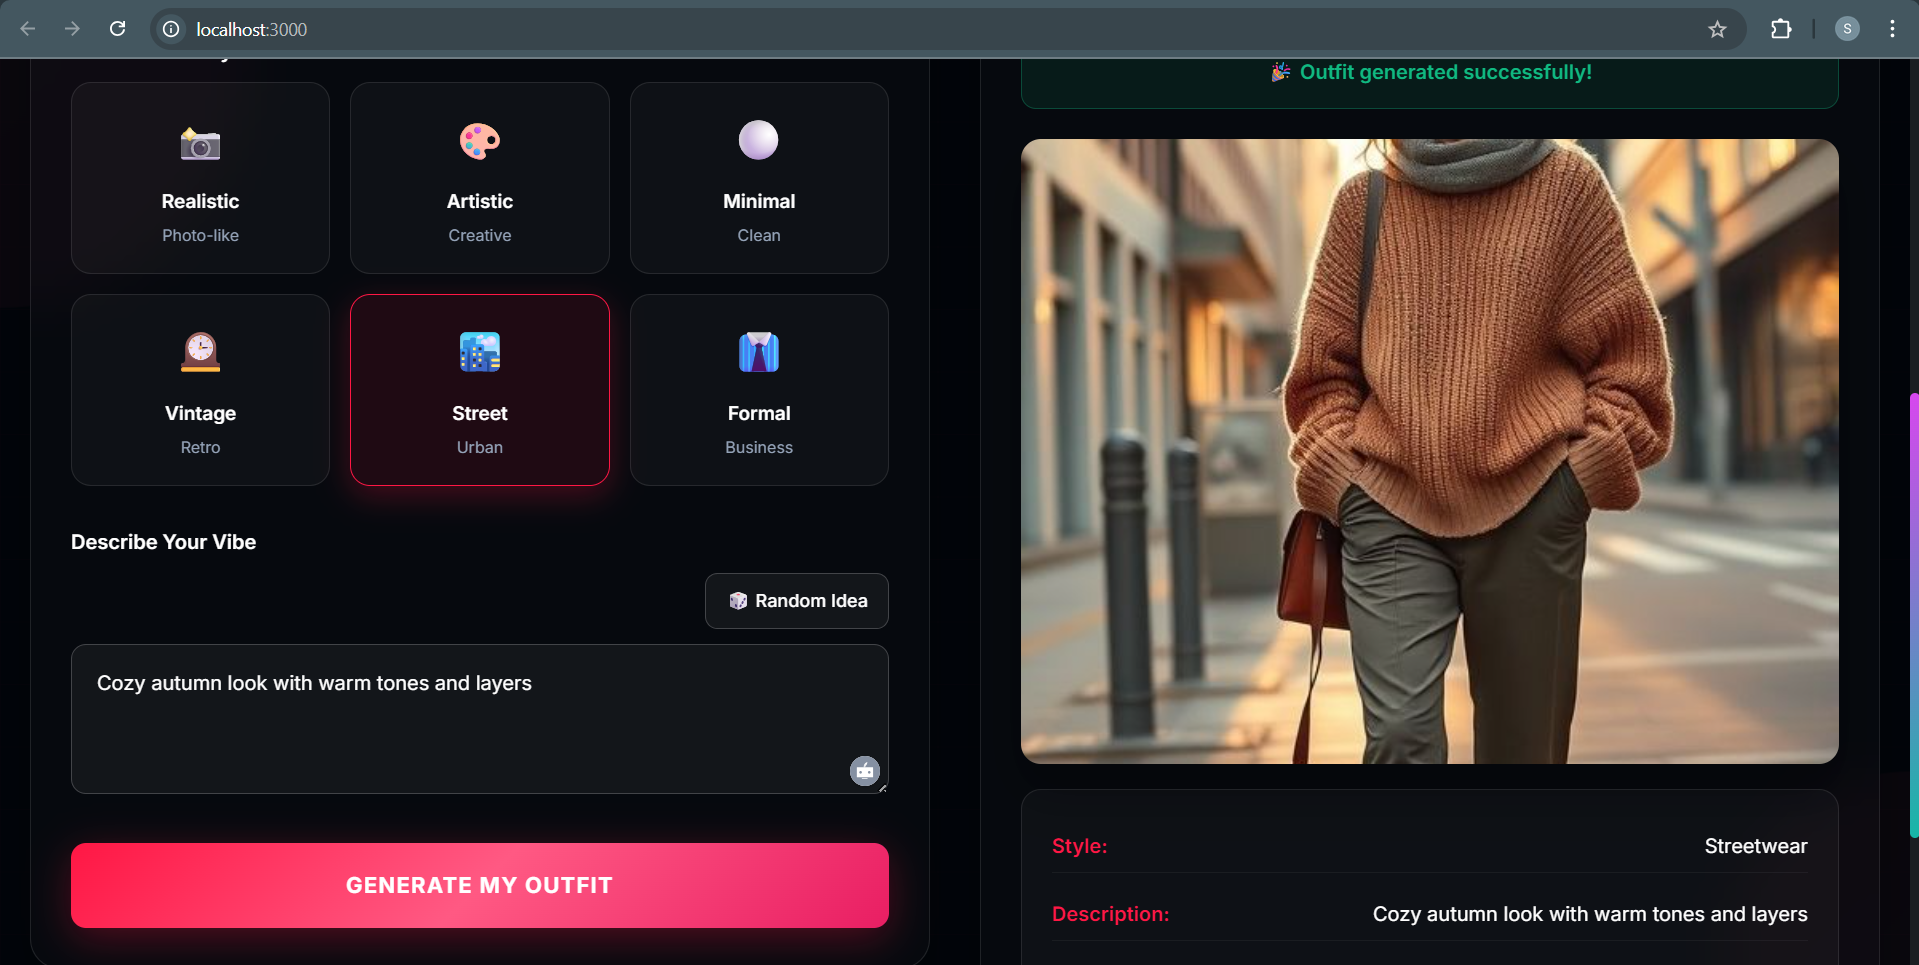 localhost:3000
S
Realistic
Photo-like
Artistic
Creative
Minimal
Clean
Vintage
Retro
Street
Urban
Formal
Business
Describe Your Vibe
Random Idea
Cozy autumn look with warm tones and layers
GENERATE MY OUTFIT
Outfit generated successfully!
Style: Streetwear
Description: Cozy autumn look with warm tones and layers